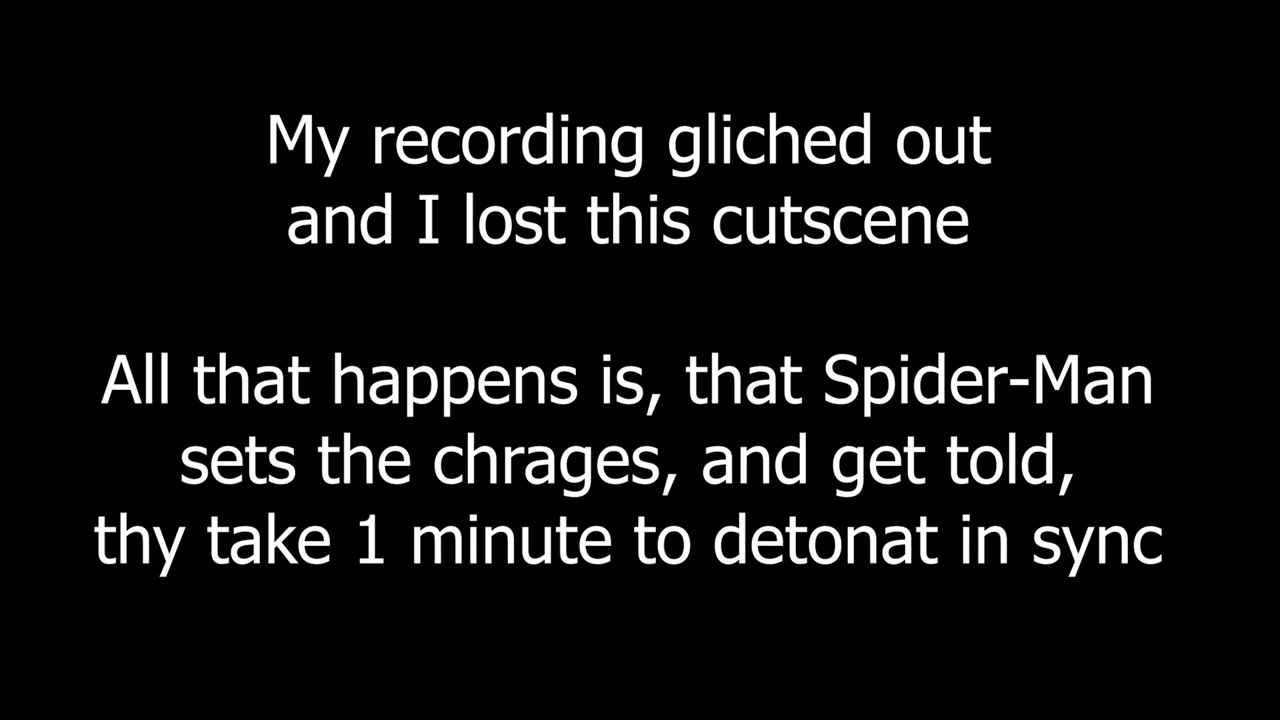 My recording gliched out
and I lost this cutscene
All that happens is, that Spider-Man
sets the chrages, and get told,
thy take 1 minute to detonat in sync